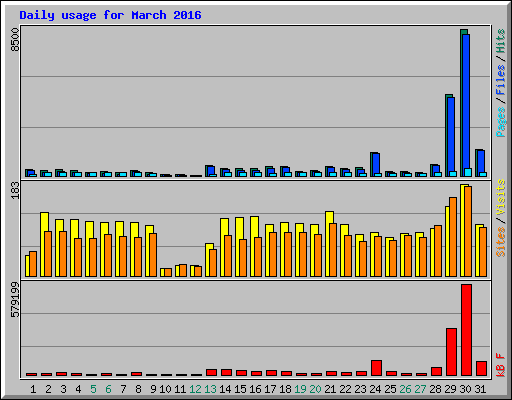 Daily usage for March 2016
8500
Pages / Files / Hits
183
Sites / Visits
579199
kB F
1 2 3 4 5 6 7 8 9 10 11 12 13 14 15 16 17 18 19 20 21 22 23 24 25 26 27 28 29 30 31